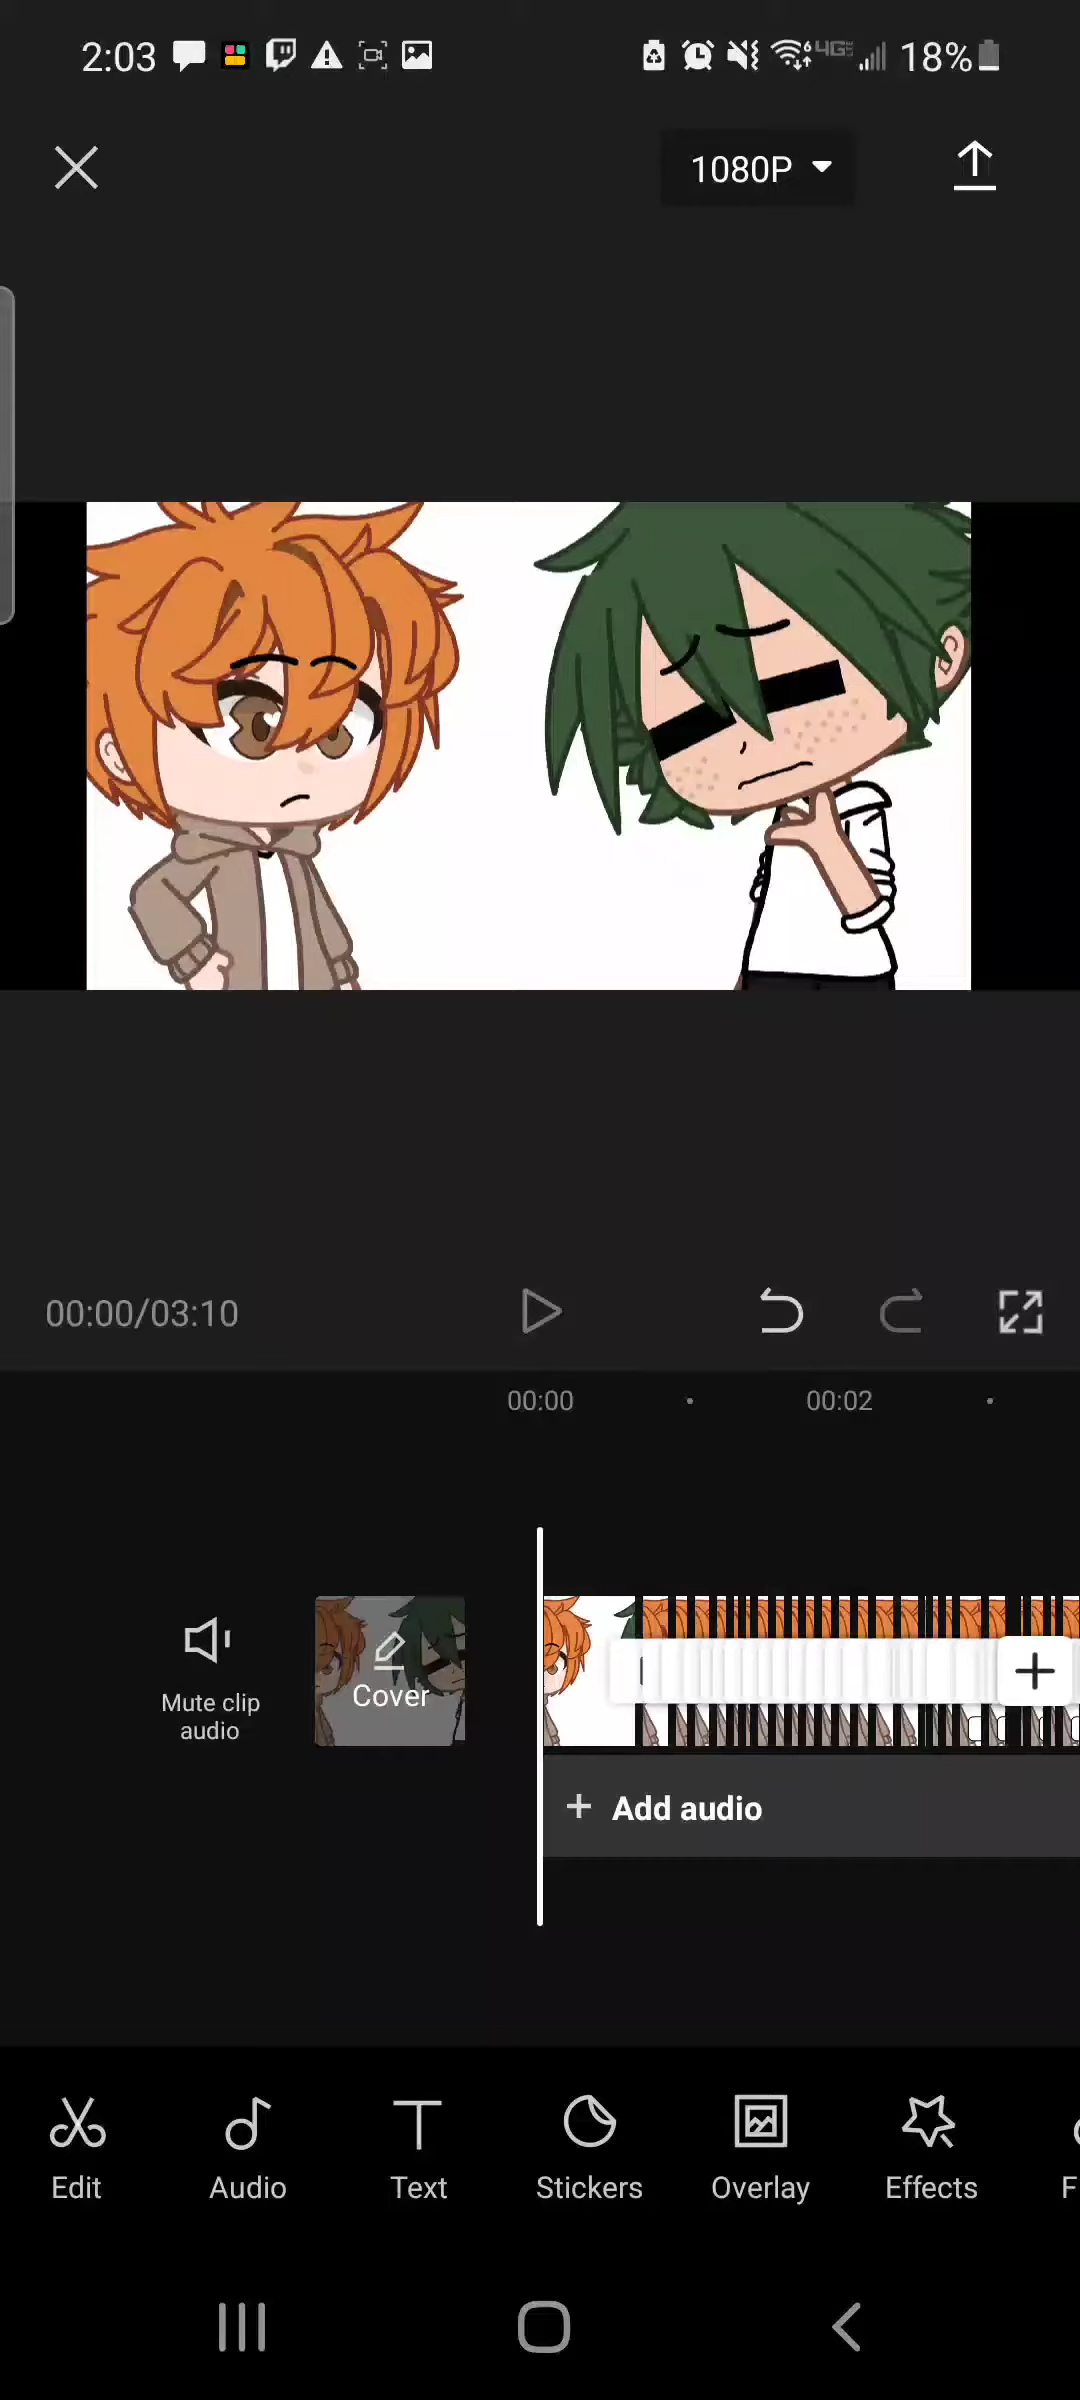 2:03
4G
18%
1080P
00:00/03:10
00:00
00:02
Mute clip
audio
Cover
Add audio
Edit
Audio
Text
Stickers
Overlay
Effects
F